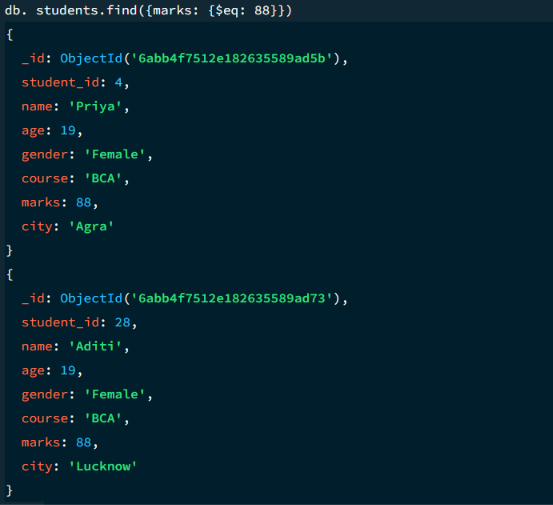 db. students.find({marks: {$eq: 88}})
{
  _id: ObjectId('6abb4f7512e182635589ad5b'),
  student_id: 4,
  name: 'Priya',
  age: 19,
  gender: 'Female',
  course: 'BCA',
  marks: 88,
  city: 'Agra'
}
{
  _id: ObjectId('6abb4f7512e182635589ad73'),
  student_id: 28,
  name: 'Aditi',
  age: 19,
  gender: 'Female',
  course: 'BCA',
  marks: 88,
  city: 'Lucknow'
}